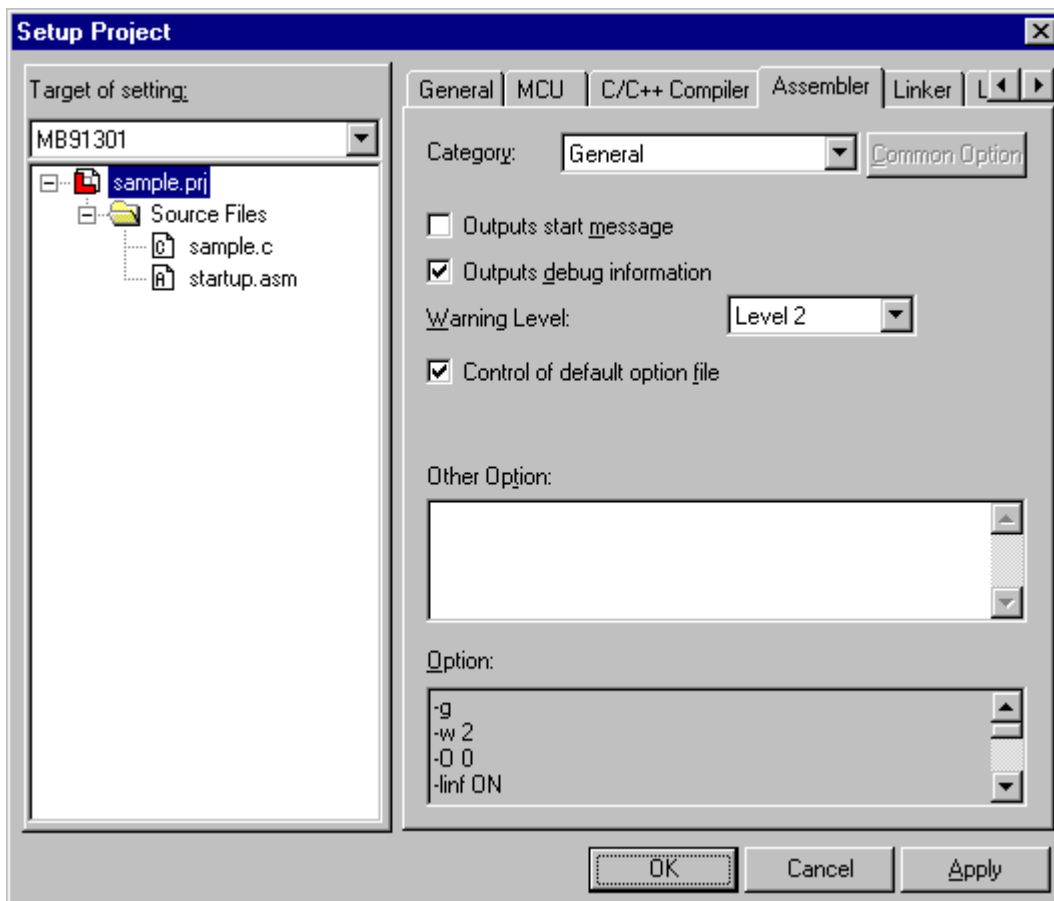 Setup Project
Target of setting:
MB91301
sample.prj
Source Files
sample.c
startup.asm
General MCU C/C++ Compiler Assembler Linker L
Category: General Common Option
Outputs start message
Outputs debug information
Warning Level: Level 2
Control of default option file
Other Option:
Option:
-g
-w 2
-O 0
-linf ON
OK Cancel Apply